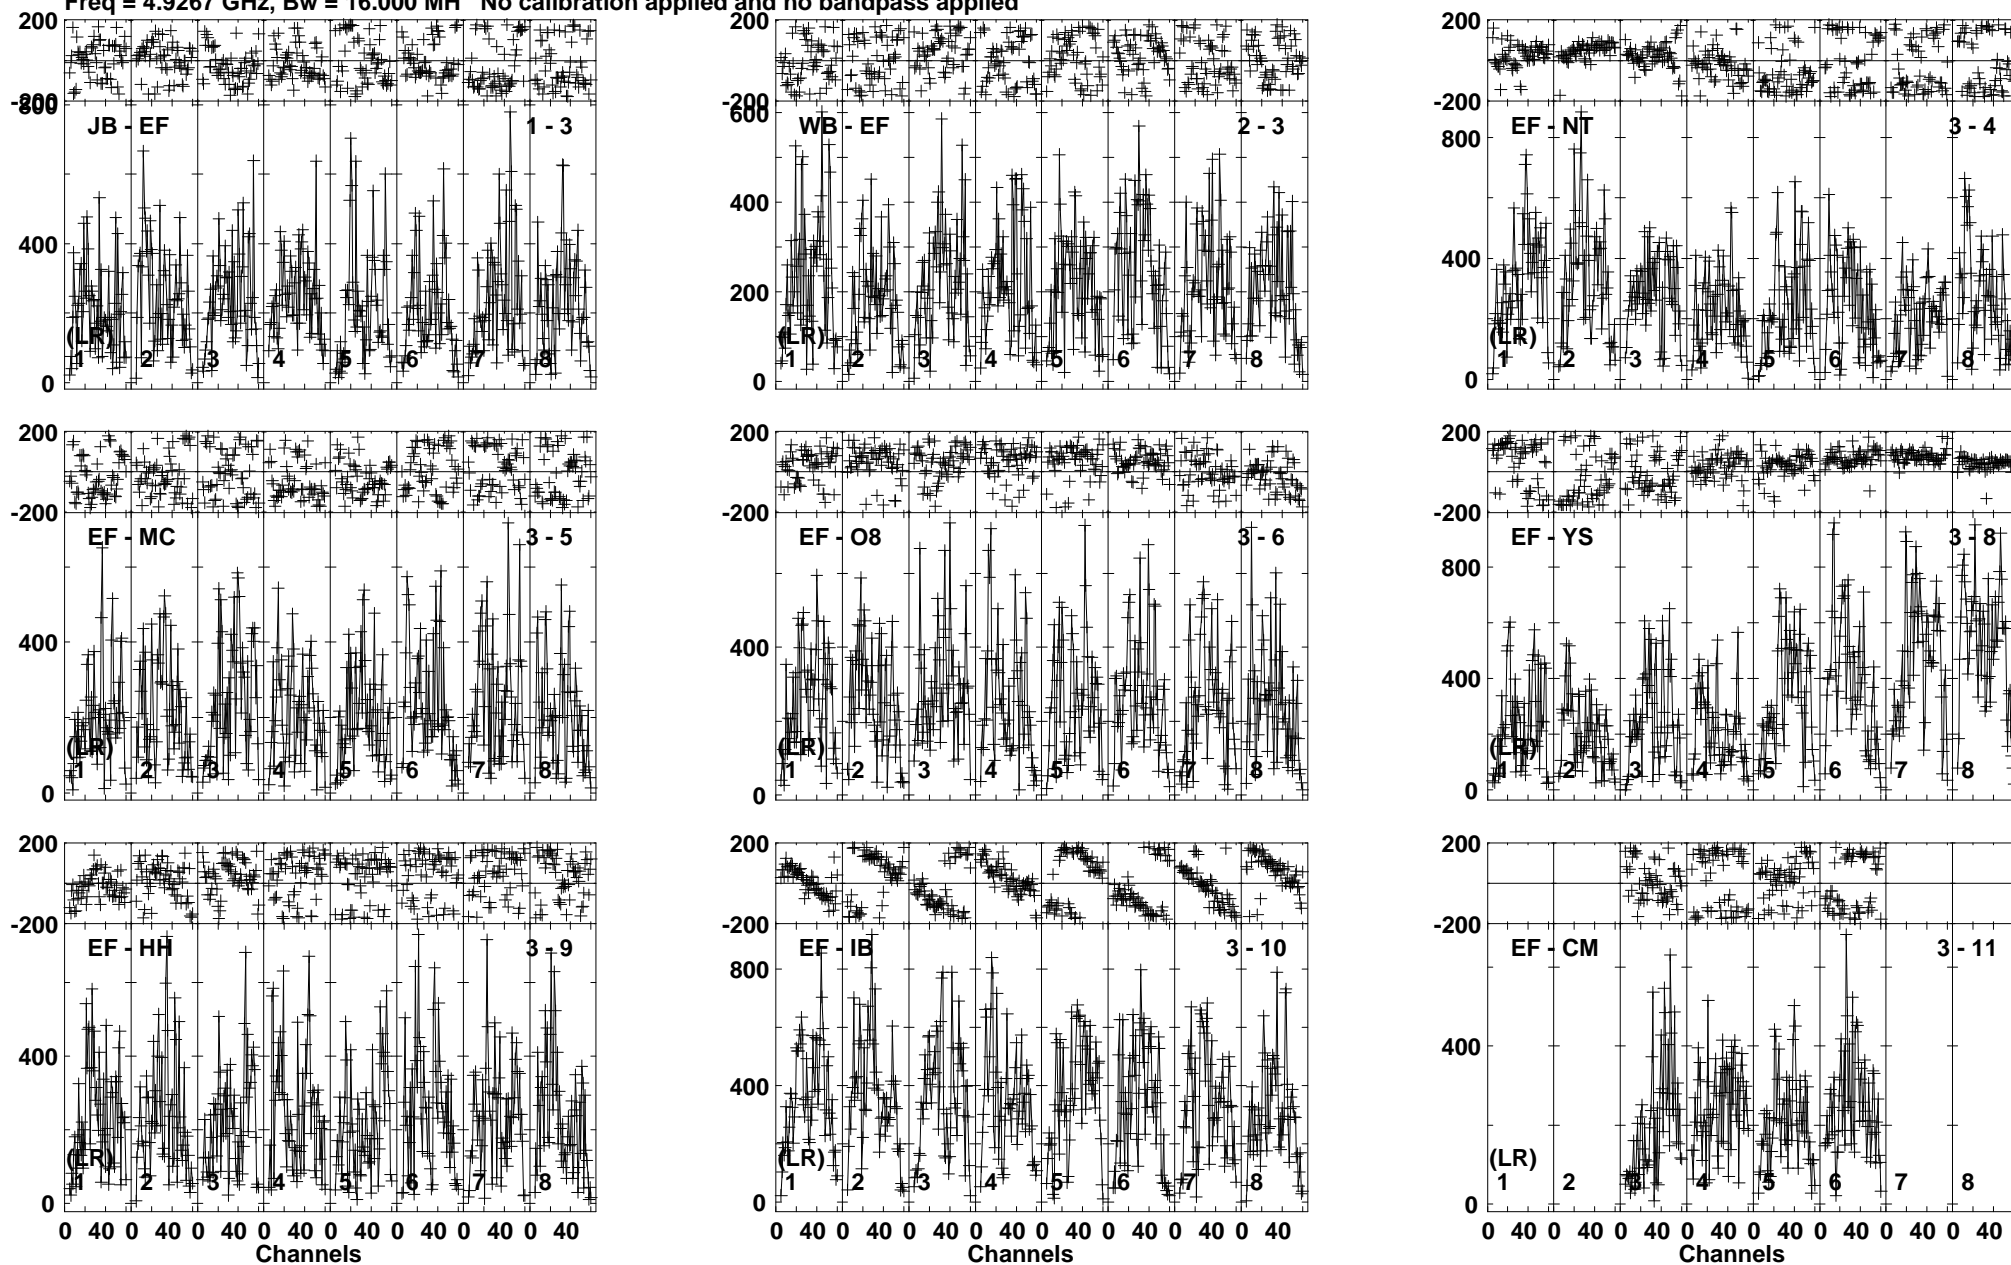 Freq = 4.9267 GHz, Bw = 16.000 MH No calibration applied and no bandpass applied
200
-200
800
400
0
JB - EF 1 - 3
(LR)
1 2 3 4 5 6 7 8
200
-200
600
400
200
0
WB - EF 2 - 3
(LR)
1 2 3 4 5 6 7 8
200
-200
800
400
0
EF - NT 3 - 4
(LR)
1 2 3 4 5 6 7 8
200
-200
400
0
EF - MC 3 - 5
(LR)
1 2 3 4 5 6 7 8
200
-200
400
0
EF - O8 3 - 6
(LR)
1 2 3 4 5 6 7 8
200
-200
800
400
0
EF - YS 3 - 8
(LR)
1 2 3 4 5 6 7 8
200
-200
400
0
EF - HH 3 - 9
(LR)
1 2 3 4 5 6 7 8
0 40 0 40 0 40 0 40 0 40 0 40 0 40 0 40
Channels
200
-200
800
400
0
EF - IB 3 - 10
(LR)
1 2 3 4 5 6 7 8
0 40 0 40 0 40 0 40 0 40 0 40 0 40 0 40
Channels
200
-200
400
0
EF - CM 3 - 11
(LR)
1 2 3 4 5 6 7 8
0 40 0 40 0 40 0 40 0 40 0 40 0 40 0 40
Channels